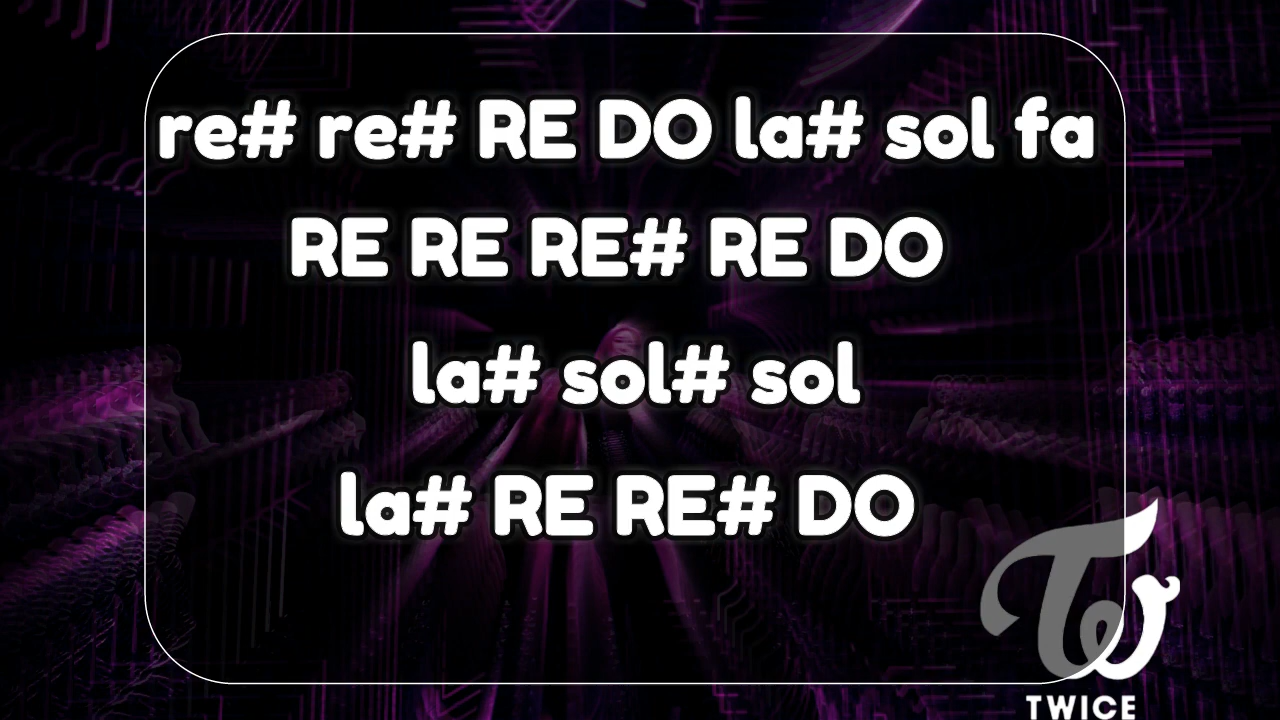 re# re# RE DO la# sol fa
RE RE RE# RE DO
la# sol# sol
la# RE RE# DO
TWICE